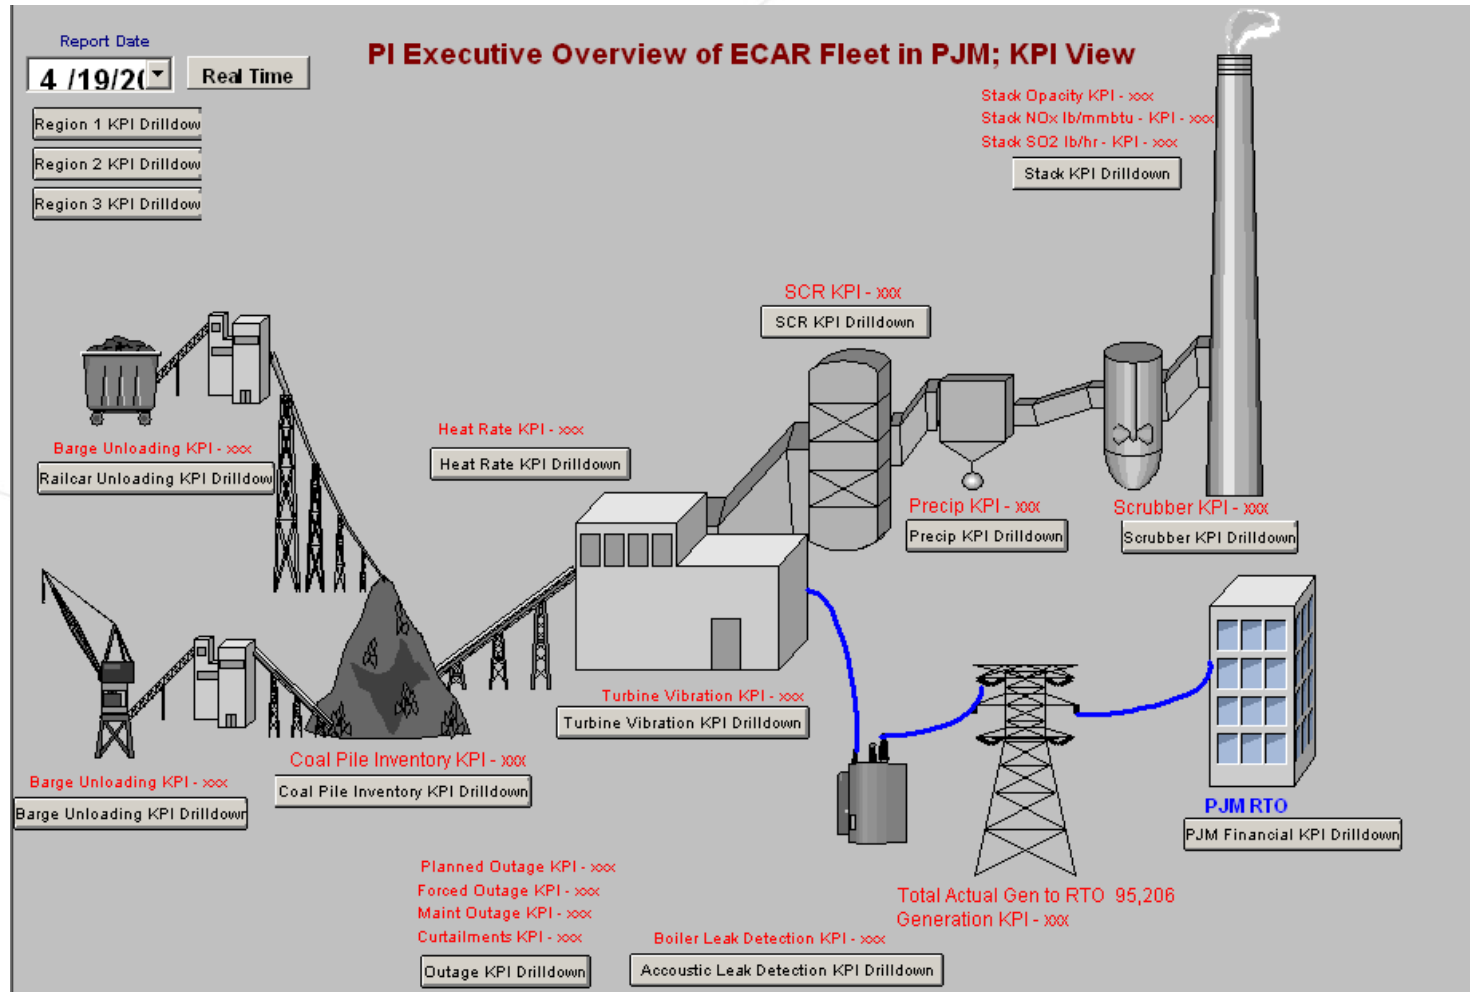 Report Date
PI Executive Overview of ECAR Fleet in PJM; KPI View
4 /19/20
Real Time
Stack Opacity KPI - xxx
Stack NOx lb/mmbtu - KPI - xxx
Stack SO2 lb/hr - KPI - xxx
Stack KPI Drilldown
Region 1 KPI Drilldow
Region 2 KPI Drilldow
Region 3 KPI Drilldow
SCR KPI - xxx
SCR KPI Drilldown
Heat Rate KPI - xxx
Heat Rate KPI Drilldown
Barge Unloading KPI - xxx
Railcar Unloading KPI Drilldow
Precip KPI - xxx
Precip KPI Drilldown
Scrubber KPI - xxx
Scrubber KPI Drilldown
Turbine Vibration KPI - xxx
Turbine Vibration KPI Drilldown
Coal Pile Inventory KPI - xxx
Coal Pile Inventory KPI Drilldown
Barge Unloading KPI - xxx
Barge Unloading KPI Drilldown
PJM RTO
PJM Financial KPI Drilldown
Planned Outage KPI - xxx
Forced Outage KPI - xxx
Maint Outage KPI - xxx
Curtailments KPI - xxx
Outage KPI Drilldown
Boiler Leak Detection KPI - xxx
Accoustic Leak Detection KPI Drilldown
Total Actual Gen to RTO 95,206
Generation KPI - xxx